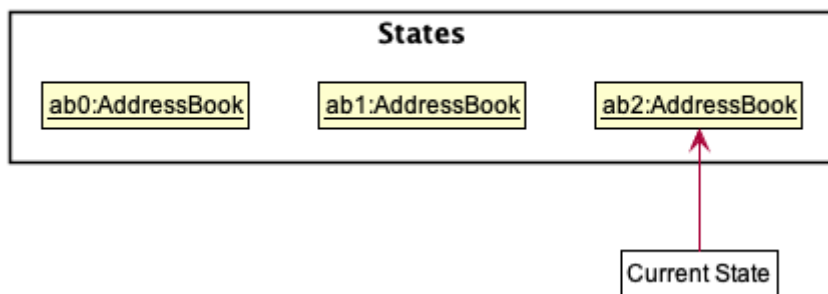 States
ab0:AddressBook
ab1:AddressBook
ab2:AddressBook
Current State